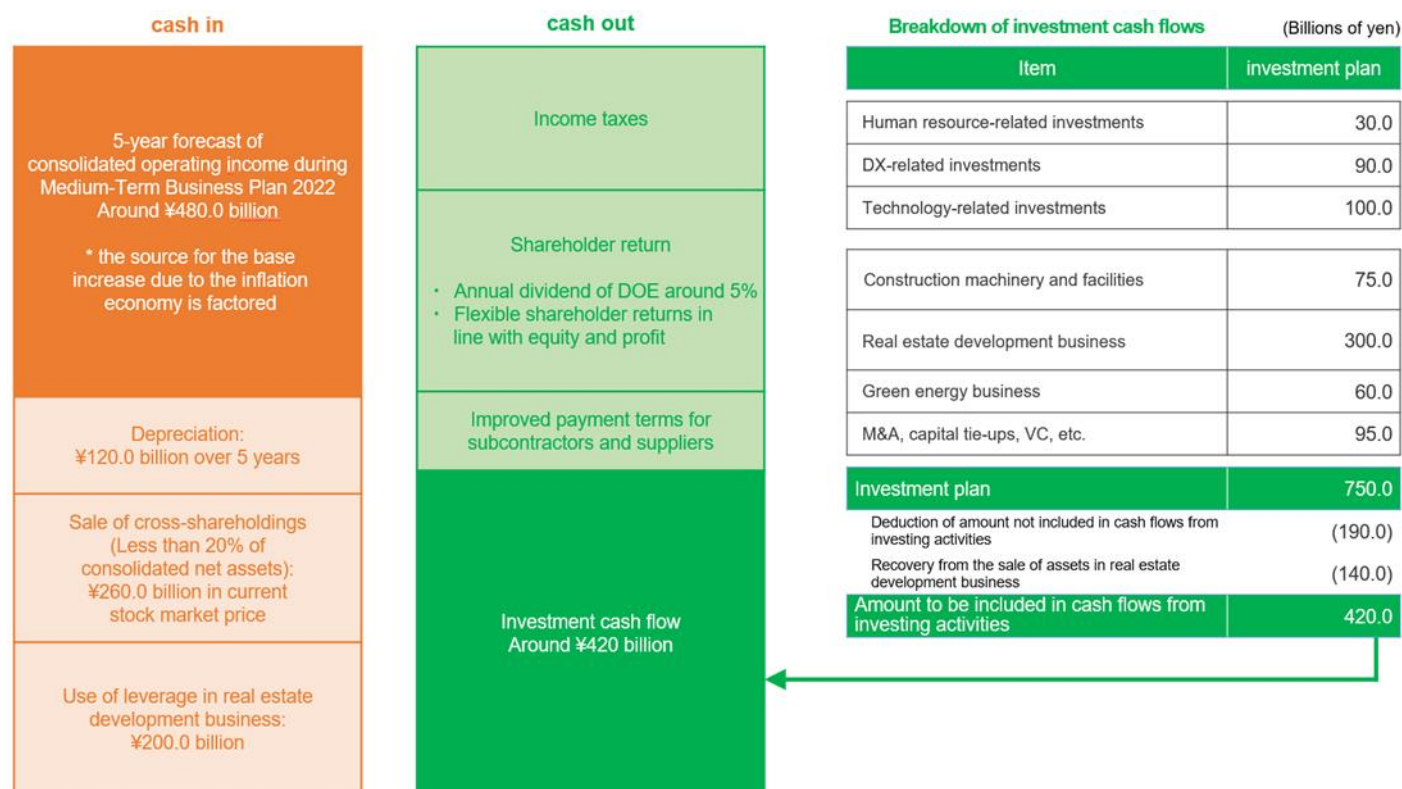 cash in
5-year forecast of
consolidated operating income during
Medium-Term Business Plan 2022
Around ¥480.0 billion
* the source for the base
increase due to the inflation
economy is factored
Depreciation:
¥120.0 billion over 5 years
Sale of cross-shareholdings
(Less than 20% of
consolidated net assets):
¥260.0 billion in current
stock market price
Use of leverage in real estate
development business:
¥200.0 billion
cash out
Income taxes
Shareholder return
・ Annual dividend of DOE around 5%
・ Flexible shareholder returns in
line with equity and profit
Improved payment terms for
subcontractors and suppliers
Investment cash flow
Around ¥420 billion
Breakdown of investment cash flows (Billions of yen)
Item investment plan
Human resource-related investments 30.0
DX-related investments 90.0
Technology-related investments 100.0
Construction machinery and facilities 75.0
Real estate development business 300.0
Green energy business 60.0
M&A, capital tie-ups, VC, etc. 95.0
Investment plan 750.0
Deduction of amount not included in cash flows from
investing activities (190.0)
Recovery from the sale of assets in real estate
development business (140.0)
Amount to be included in cash flows from
investing activities 420.0